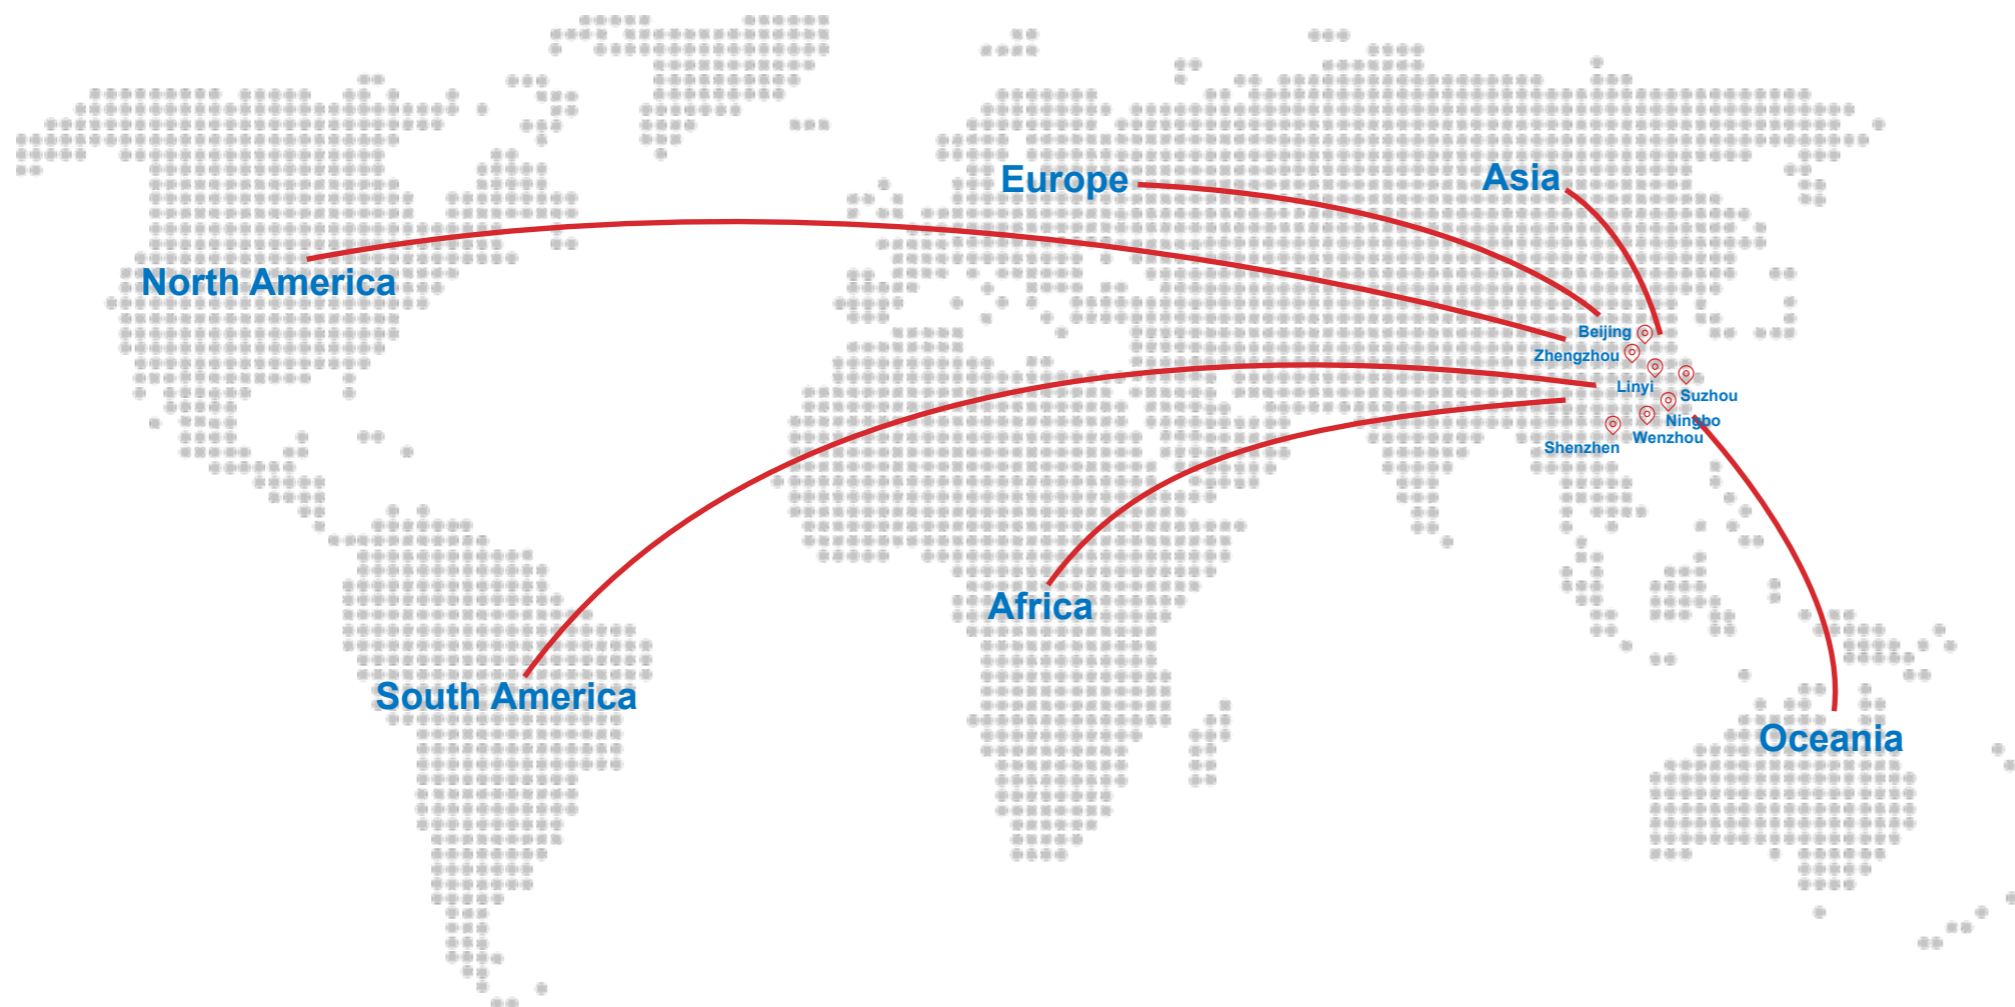 Europe
Asia
North America
Beijing
Zhengzhou
Linyi
Suzhou
Ningbo
Wenzhou
Shenzhen
Africa
South America
Oceania